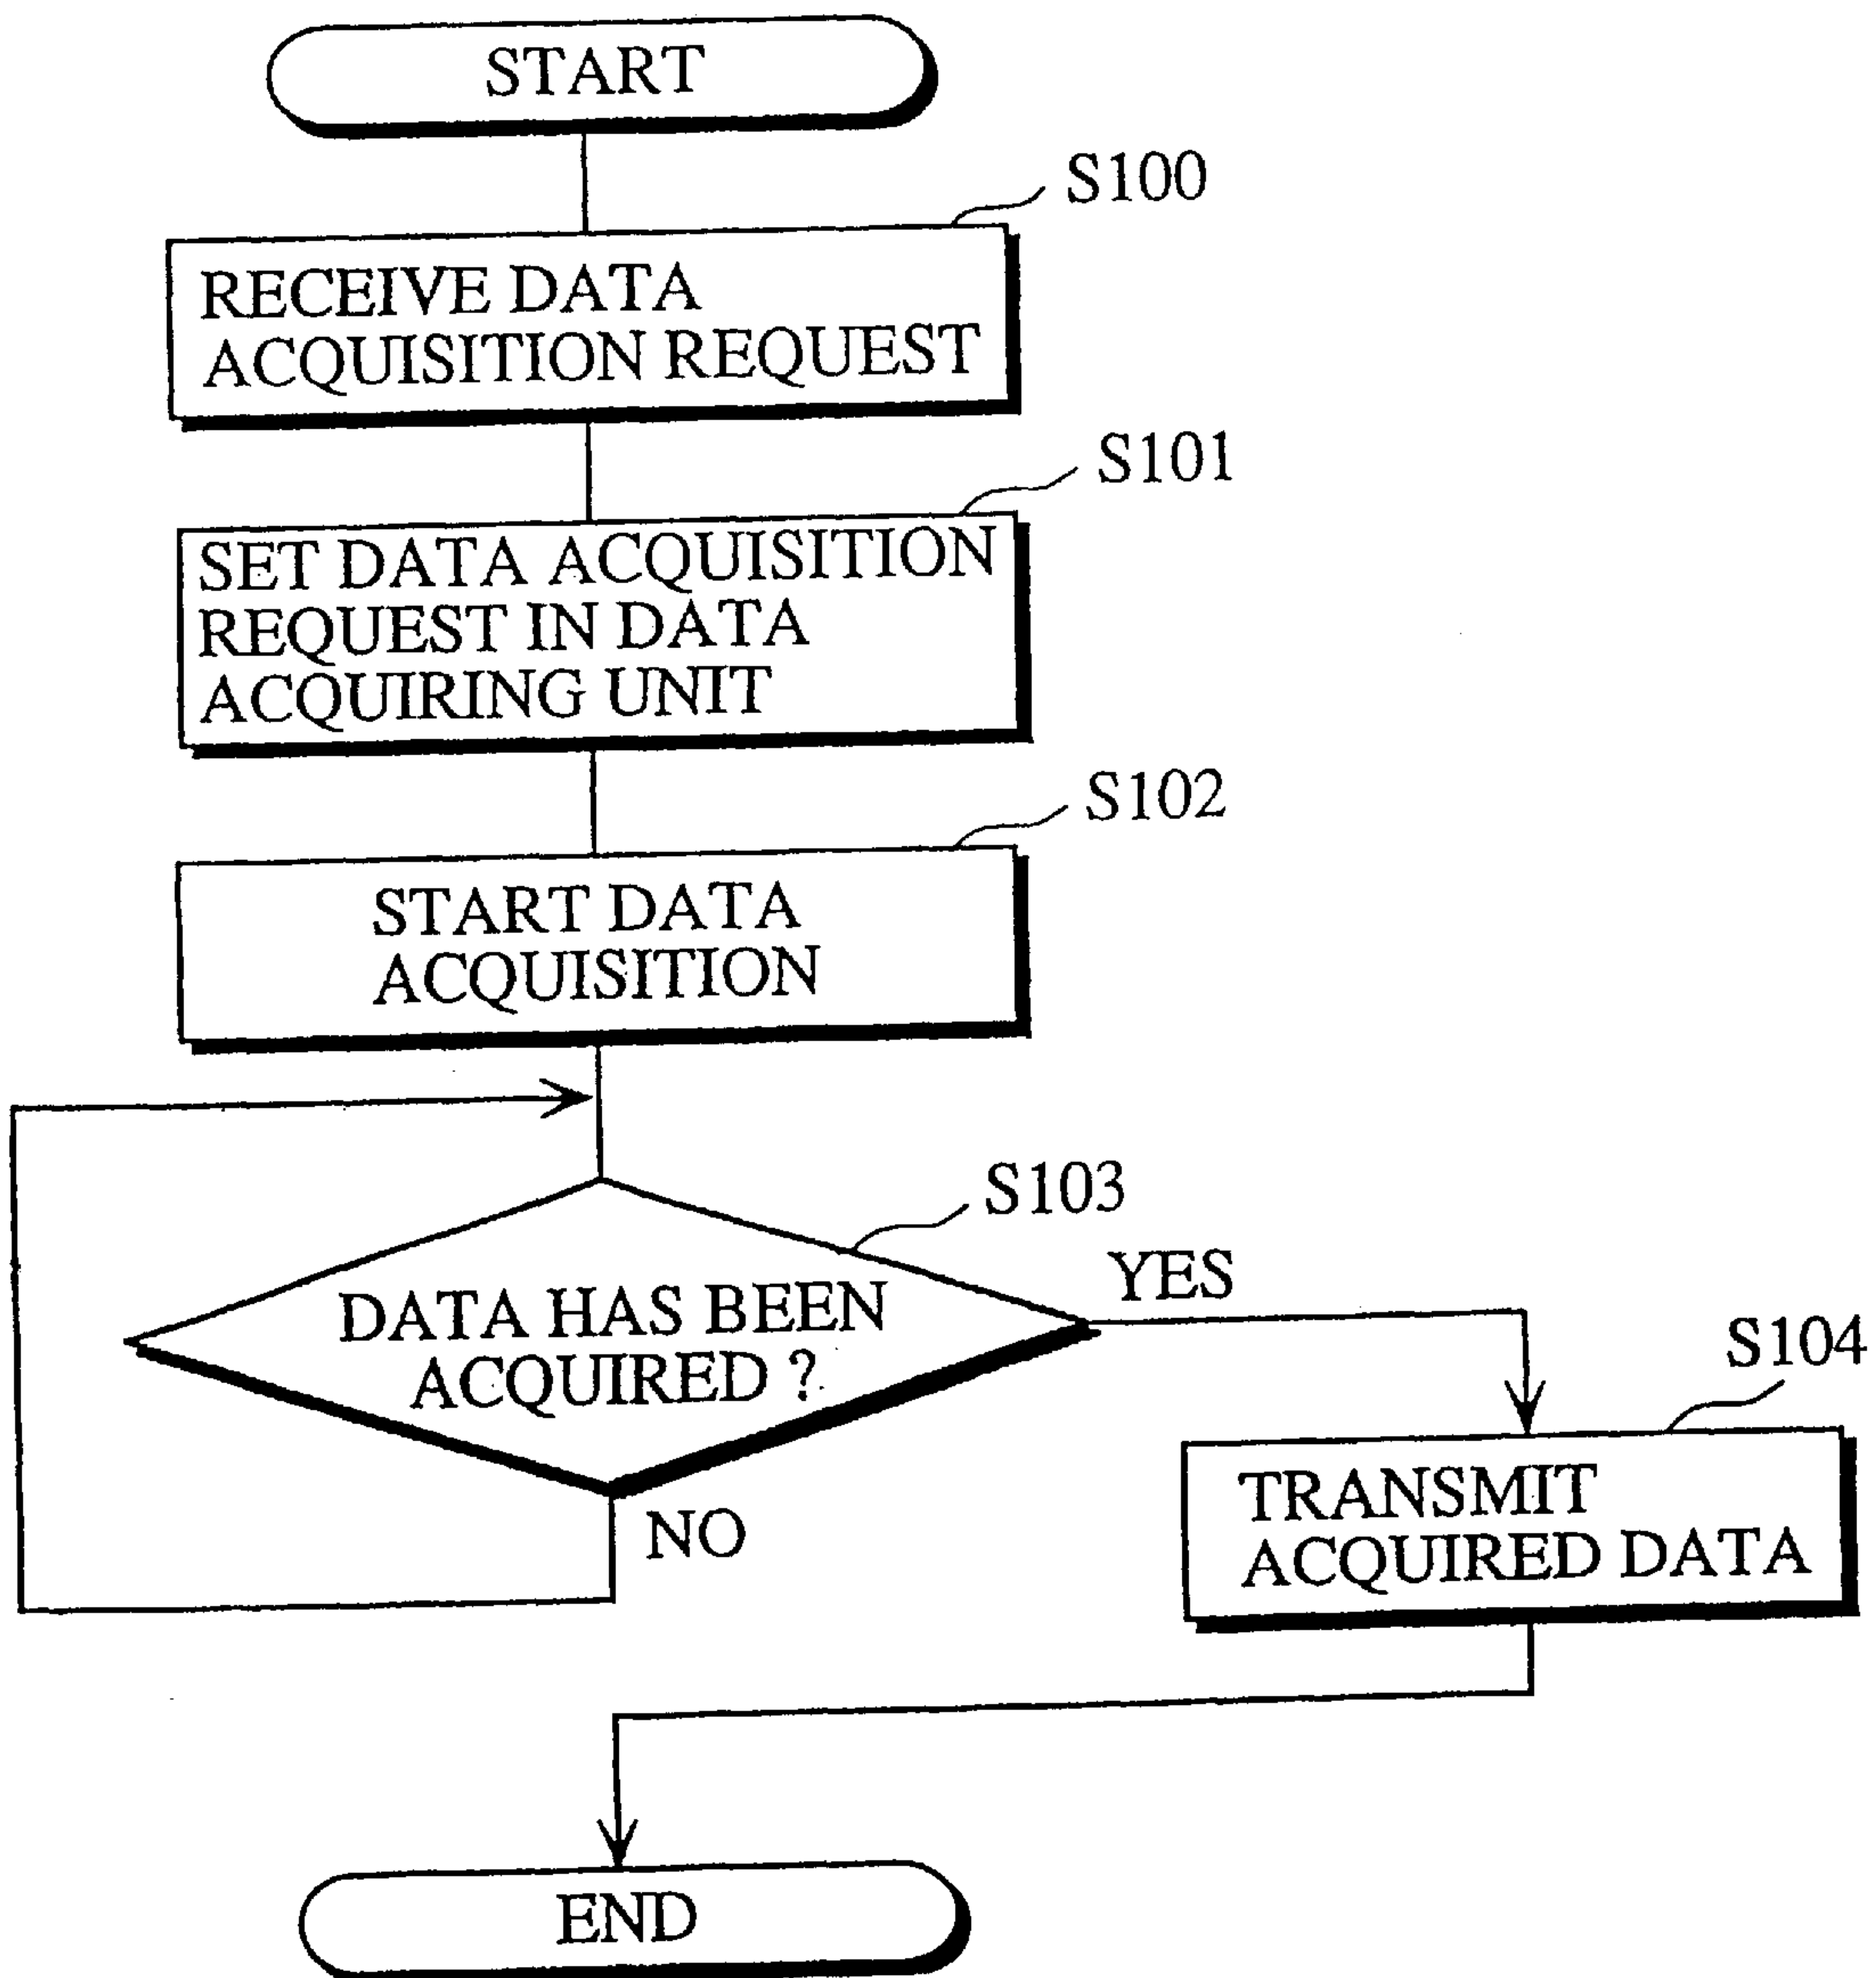 START
S100
RECEIVE DATA
ACQUISITION REQUEST
S101
SET DATA ACQUISITION
REQUEST IN DATA
ACQUIRING UNIT
S102
START DATA
ACQUISITION
S103
DATA HAS BEEN
ACQUIRED ?
YES
NO
S104
TRANSMIT
ACQUIRED DATA
END